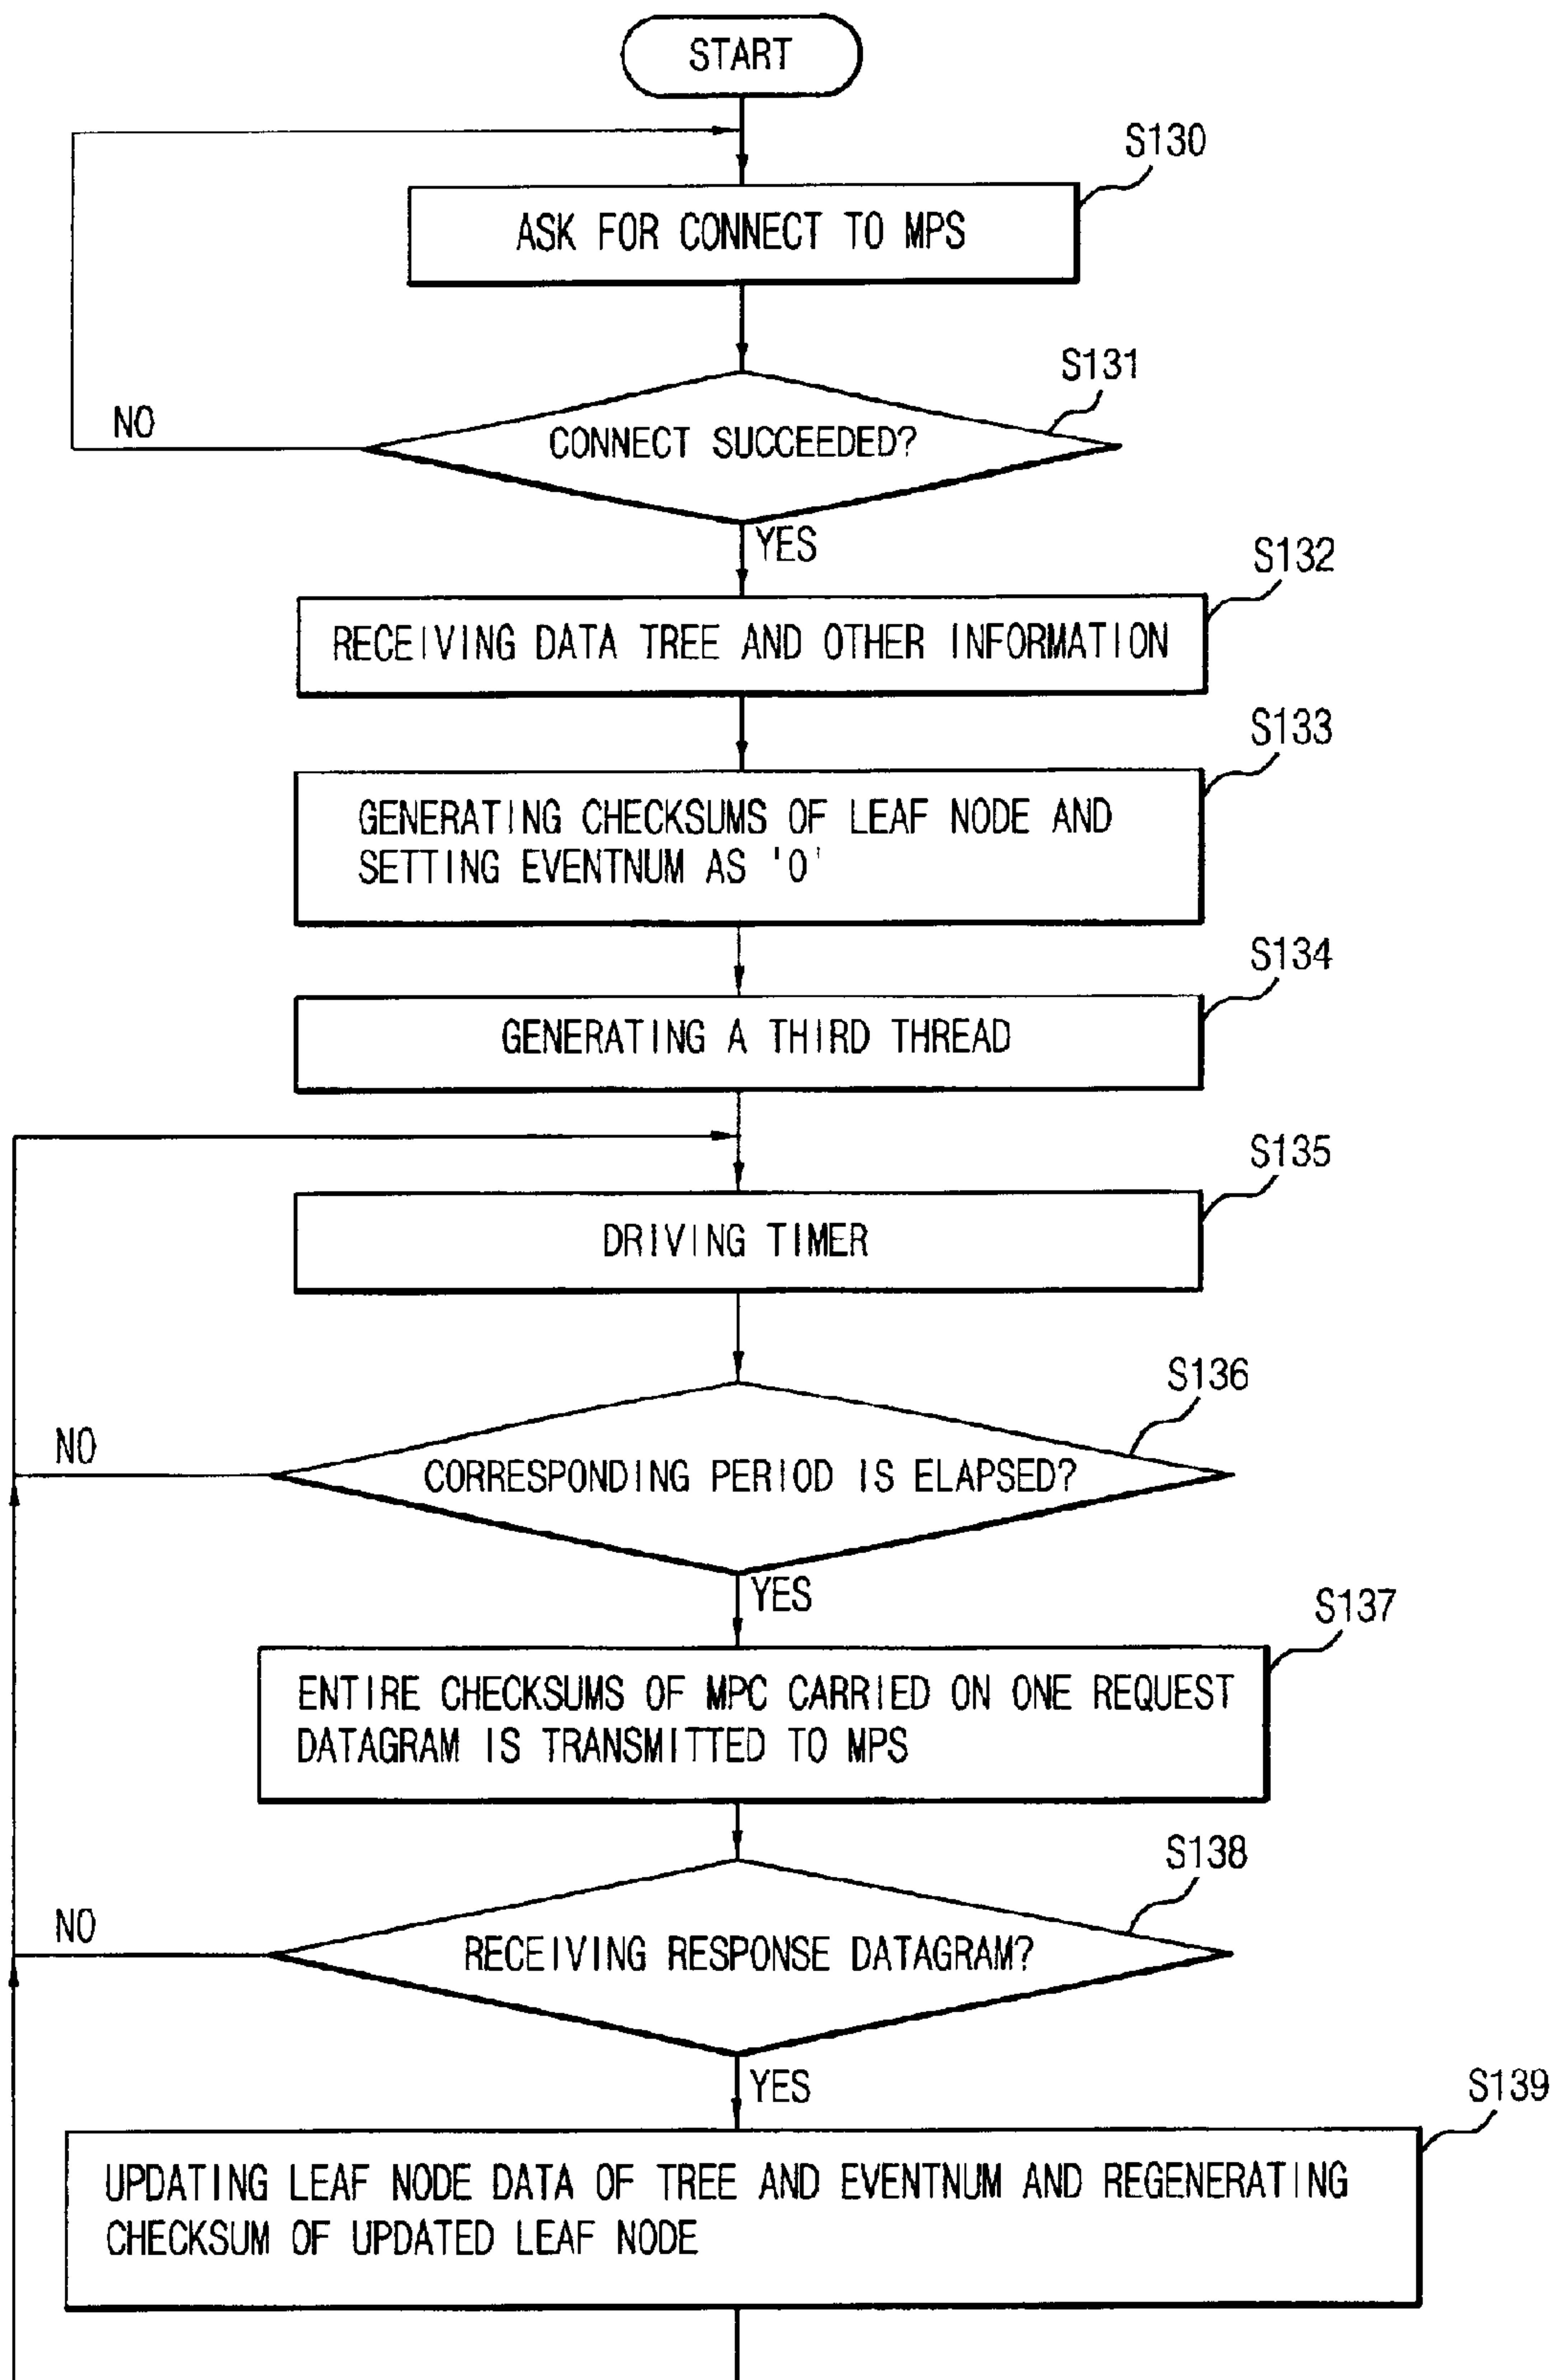 START
S130
ASK FOR CONNECT TO MPS
S131
NO
CONNECT SUCCEEDED?
YES
S132
RECEIVING DATA TREE AND OTHER INFORMATION
S133
GENERATING CHECKSUMS OF LEAF NODE AND
SETTING EVENTNUM AS '0'
S134
GENERATING A THIRD THREAD
S135
DRIVING TIMER
S136
NO
CORRESPONDING PERIOD IS ELAPSED?
YES
S137
ENTIRE CHECKSUMS OF MPC CARRIED ON ONE REQUEST
DATAGRAM IS TRANSMITTED TO MPS
S138
NO
RECEIVING RESPONSE DATAGRAM?
YES
S139
UPDATING LEAF NODE DATA OF TREE AND EVENTNUM AND REGENERATING
CHECKSUM OF UPDATED LEAF NODE